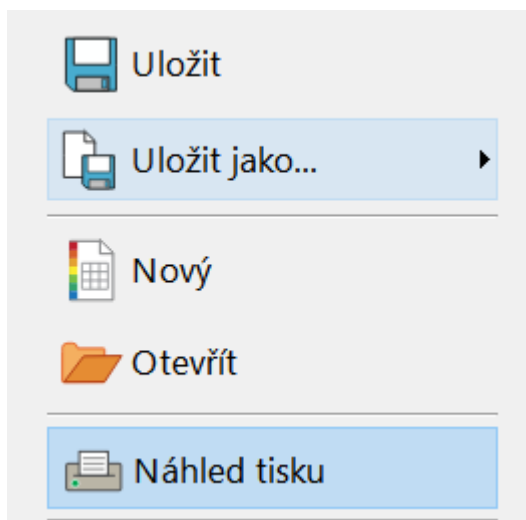 Uložit
Uložit jako...
Nový
Otevřít
Náhled tisku